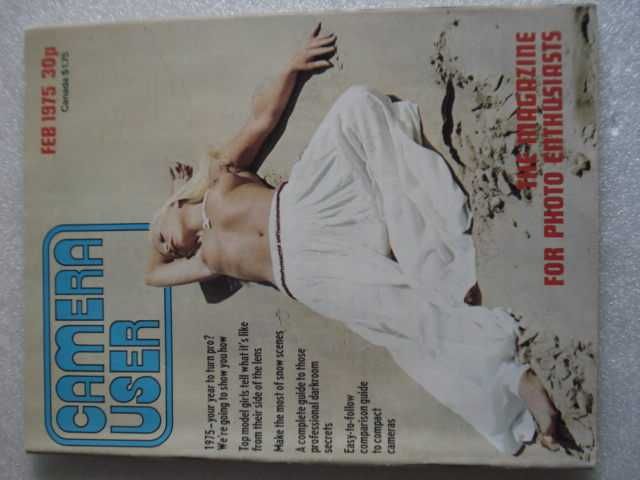 FEB 1975 30p
Canada $1.75
CAMERA
USER
THE MAGAZINE
FOR PHOTO ENTHUSIASTS
1975-your year to turn pro?
We're going to show you how
Top model girls tell what it's like
from their side of the lens
Make the most of snow scenes
A complete guide to those
professional darkroom
secrets
Easy-to-follow
comparison guide
to compact
cameras